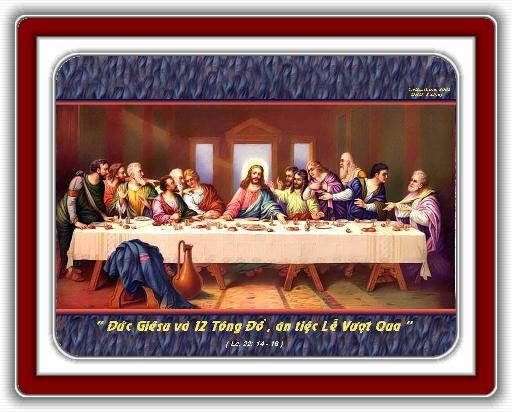 " Đức Giêsu và 12 Tông Đồ , ăn tiệc Lễ Vượt Qua "
( Lc. 22: 14 - 18 )